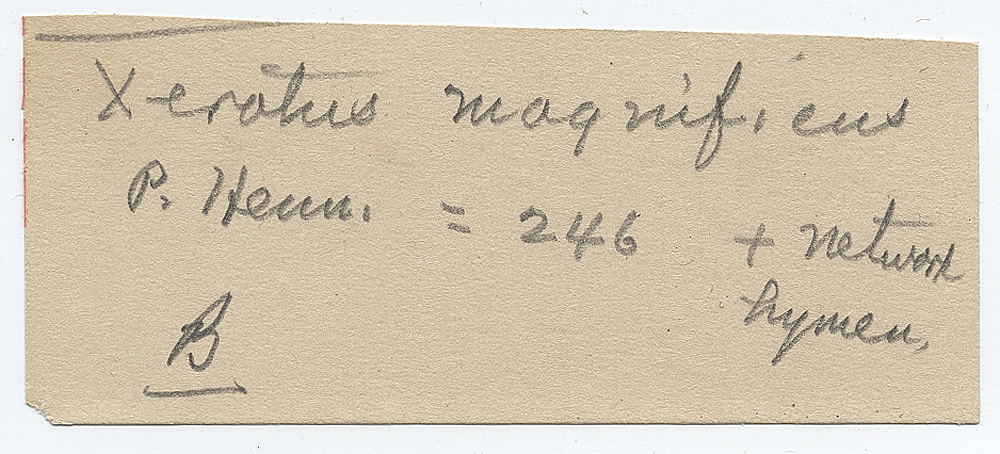 Xerotus magnificus
P. Henn. = 246 + network
hymen.
B